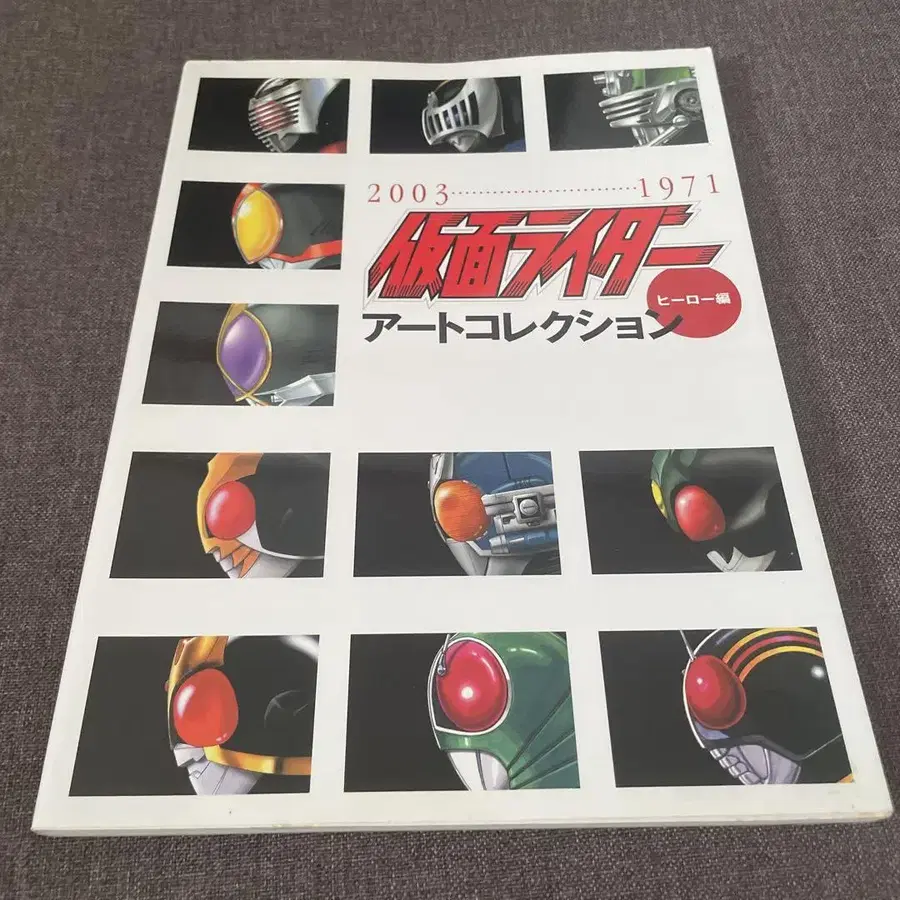 2003 1971
仮面ライダー
ヒーロー編
アートコレクション